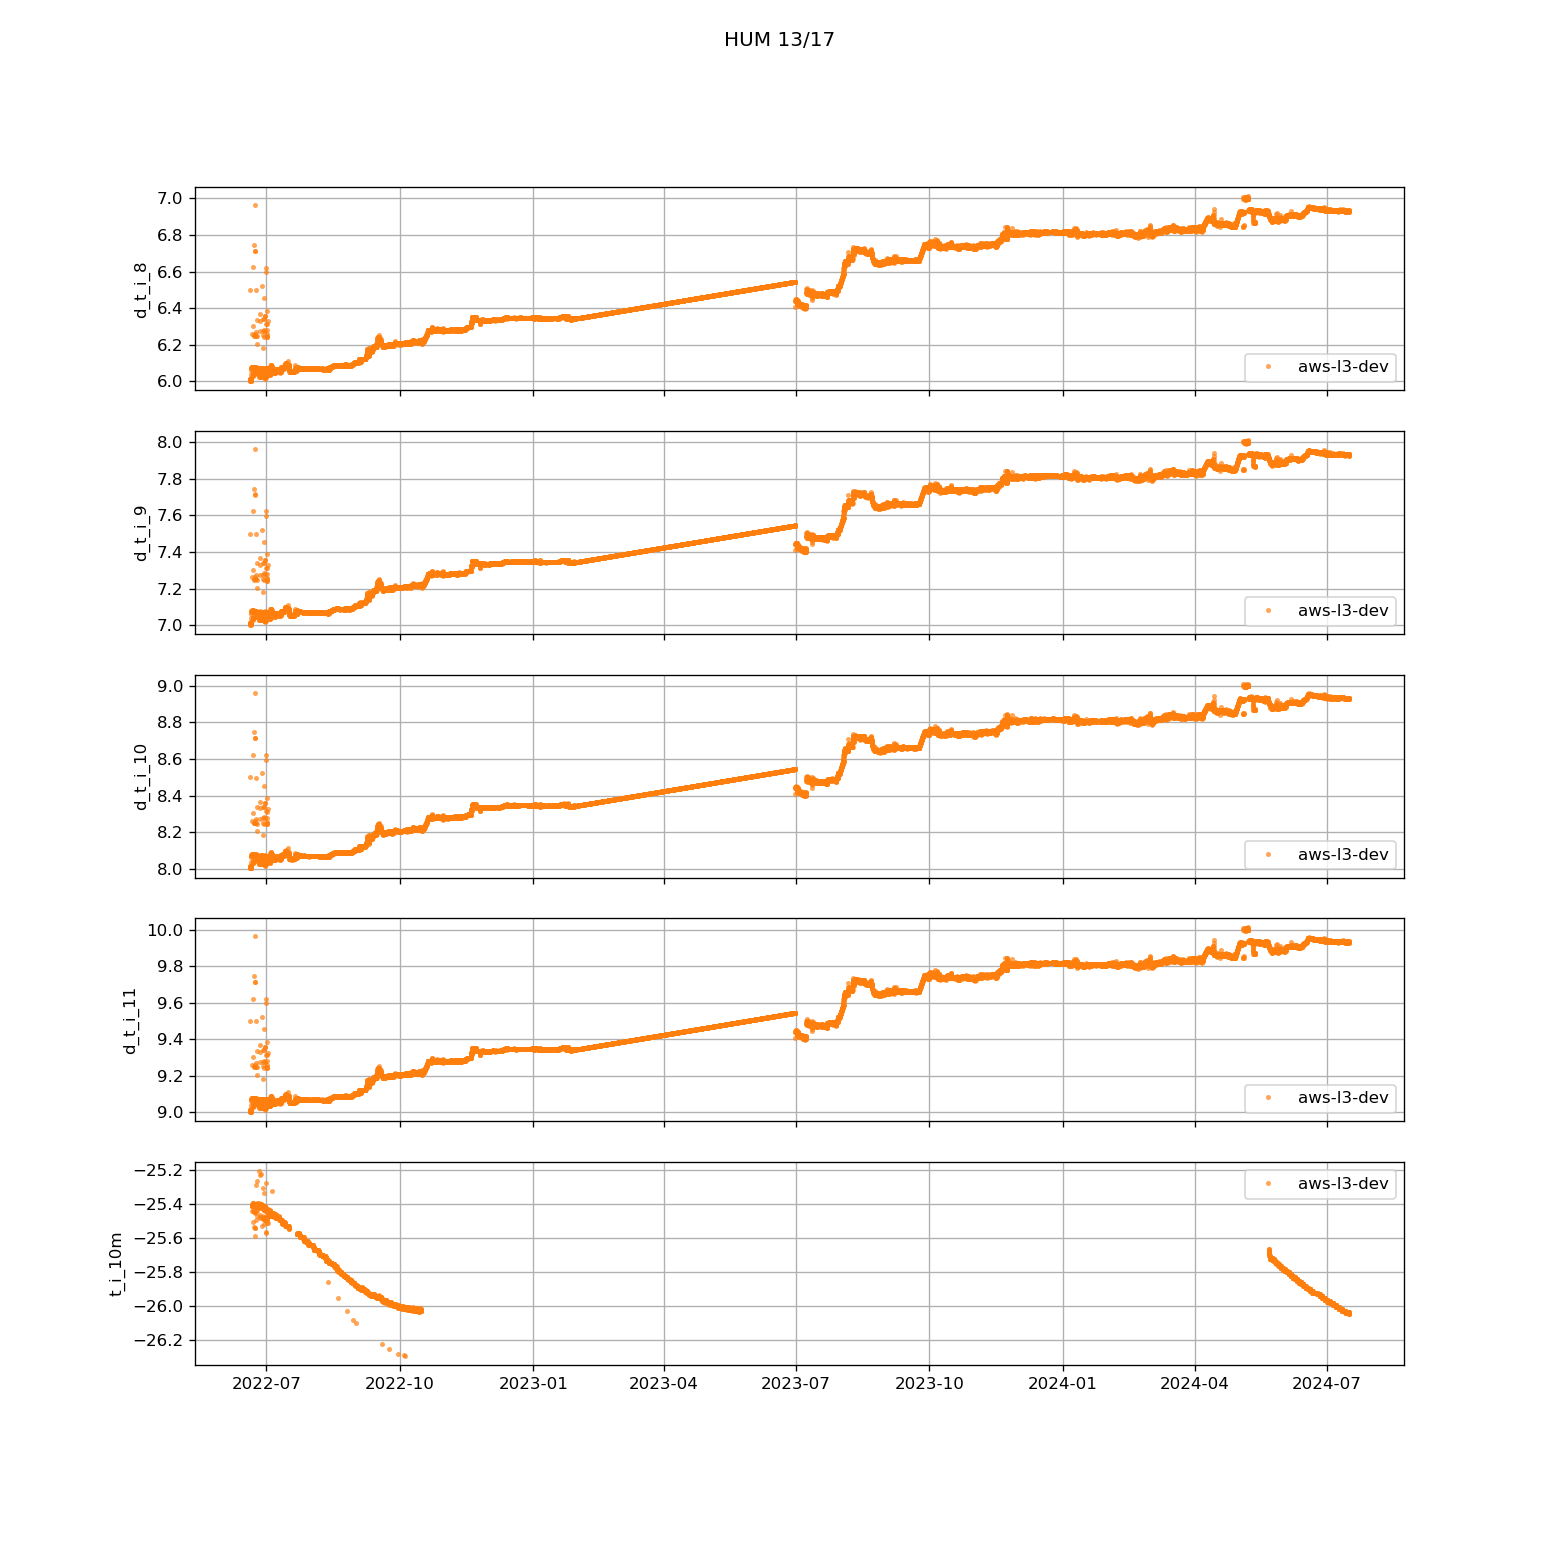 HUM 13/17
7.0
6.8
6.6
6.4
6.2
6.0
d_t_i_8
aws-l3-dev
8.0
7.8
7.6
7.4
7.2
7.0
d_t_i_9
aws-l3-dev
9.0
8.8
8.6
8.4
8.2
8.0
d_t_i_10
aws-l3-dev
10.0
9.8
9.6
9.4
9.2
9.0
d_t_i_11
aws-l3-dev
−25.2
−25.4
−25.6
−25.8
−26.0
−26.2
t_i_10m
aws-l3-dev
2022-07 2022-10 2023-01 2023-04 2023-07 2023-10 2024-01 2024-04 2024-07